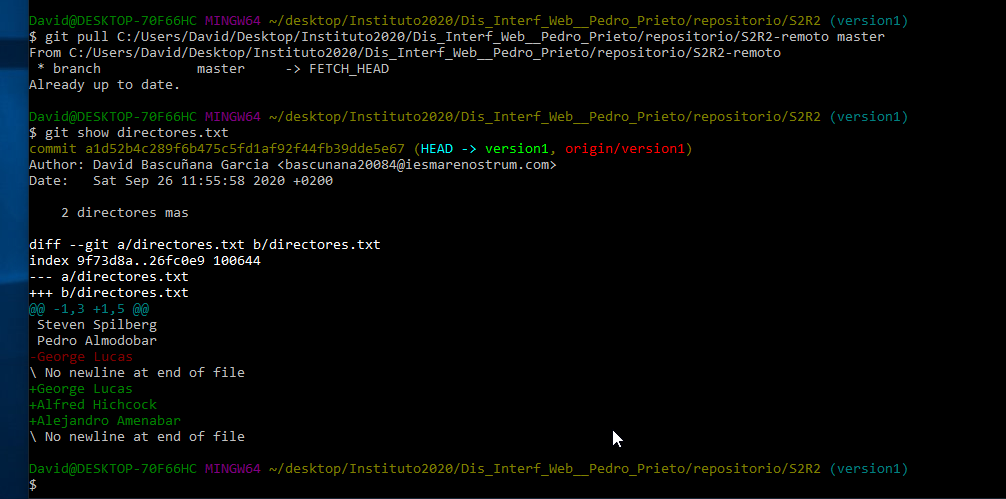 David@DESKTOP-70F66HC MINGW64 ~/desktop/Instituto2020/Dis_Interf_Web__Pedro_Prieto/repositorio/S2R2 (version1)
$ git pull C:/Users/David/Desktop/Instituto2020/Dis_Interf_Web__Pedro_Prieto/repositorio/S2R2-remoto master
From C:/Users/David/Desktop/Instituto2020/Dis_Interf_Web__Pedro_Prieto/repositorio/S2R2-remoto
 * branch            master     -> FETCH_HEAD
Already up to date.
David@DESKTOP-70F66HC MINGW64 ~/desktop/Instituto2020/Dis_Interf_Web__Pedro_Prieto/repositorio/S2R2 (version1)
$ git show directores.txt
commit a1d52b4c289f6b475c5fd1af92f44fb39dde5e67 (HEAD -> version1, origin/version1)
Author: David Bascuñana Garcia <bascunana20084@iesmarenostrum.com>
Date:   Sat Sep 26 11:55:58 2020 +0200
    2 directores mas
diff --git a/directores.txt b/directores.txt
index 9f73d8a..26fc0e9 100644
--- a/directores.txt
+++ b/directores.txt
@@ -1,3 +1,5 @@
 Steven Spilberg
 Pedro Almodobar
-George Lucas
\ No newline at end of file
+George Lucas
+Alfred Hichcock
+Alejandro Amenabar
\ No newline at end of file
David@DESKTOP-70F66HC MINGW64 ~/desktop/Instituto2020/Dis_Interf_Web__Pedro_Prieto/repositorio/S2R2 (version1)
$